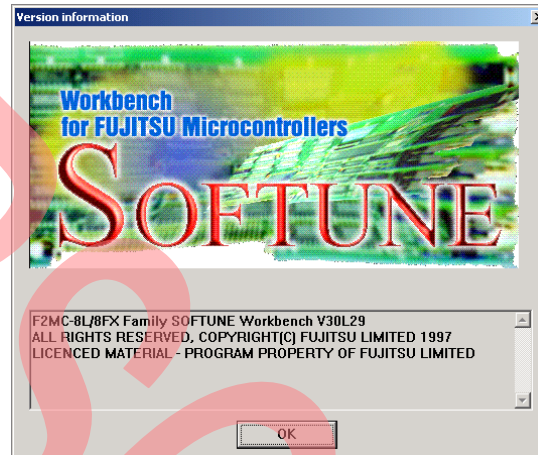 Version information
Workbench
for FUJITSU Microcontrollers
SOFTUNE
F2MC-8L/8FX Family SOFTUNE Workbench V30L29
ALL RIGHTS RESERVED, COPYRIGHT(C) FUJITSU LIMITED 1997
LICENCED MATERIAL - PROGRAM PROPERTY OF FUJITSU LIMITED
OK